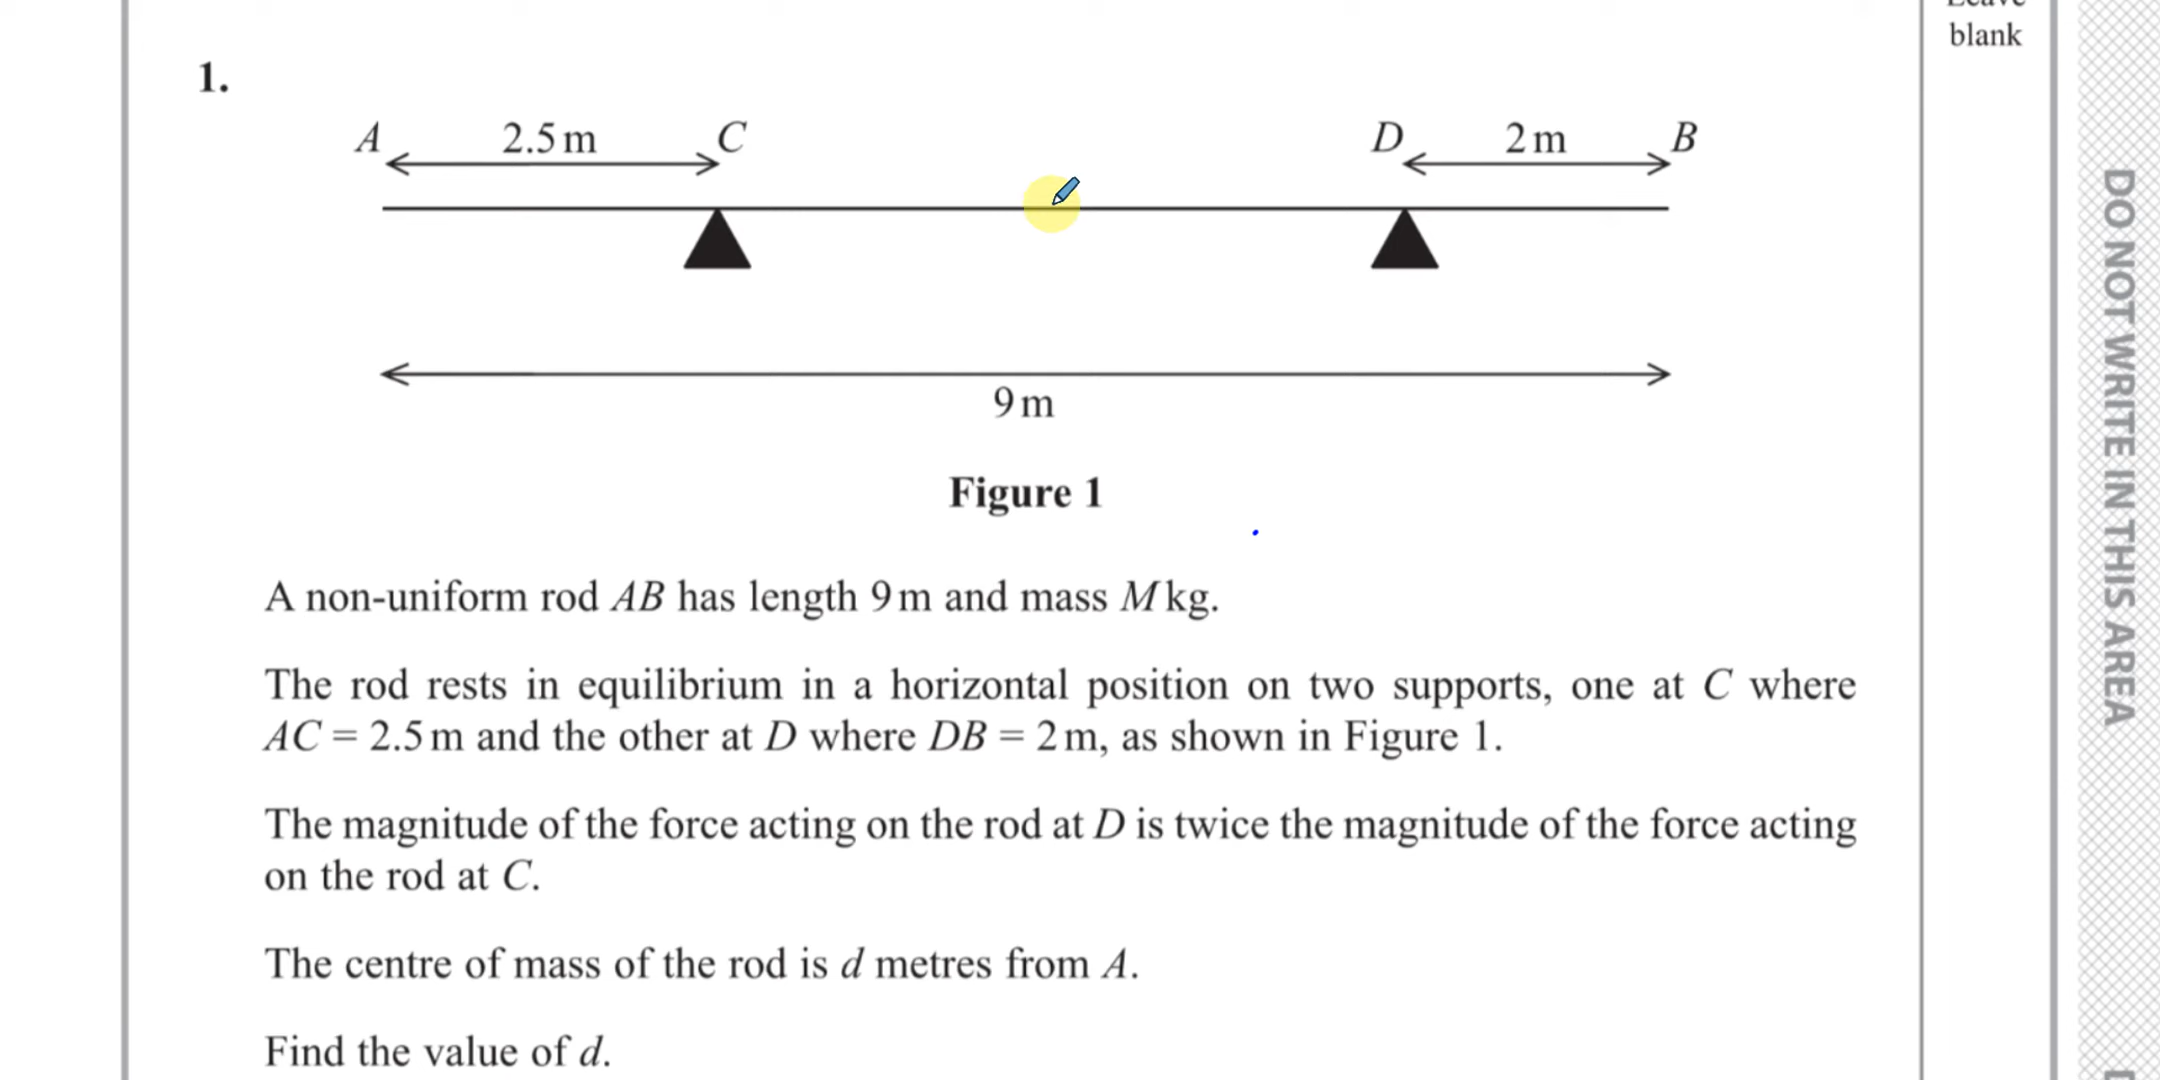 Leave
blank
1.
A 2.5 m C D 2 m B
9 m
Figure 1
A non-uniform rod AB has length 9 m and mass M kg.
The rod rests in equilibrium in a horizontal position on two supports, one at C where
AC = 2.5 m and the other at D where DB = 2 m, as shown in Figure 1.
The magnitude of the force acting on the rod at D is twice the magnitude of the force acting
on the rod at C.
The centre of mass of the rod is d metres from A.
Find the value of d.
DO NOT WRITE IN THIS AREA